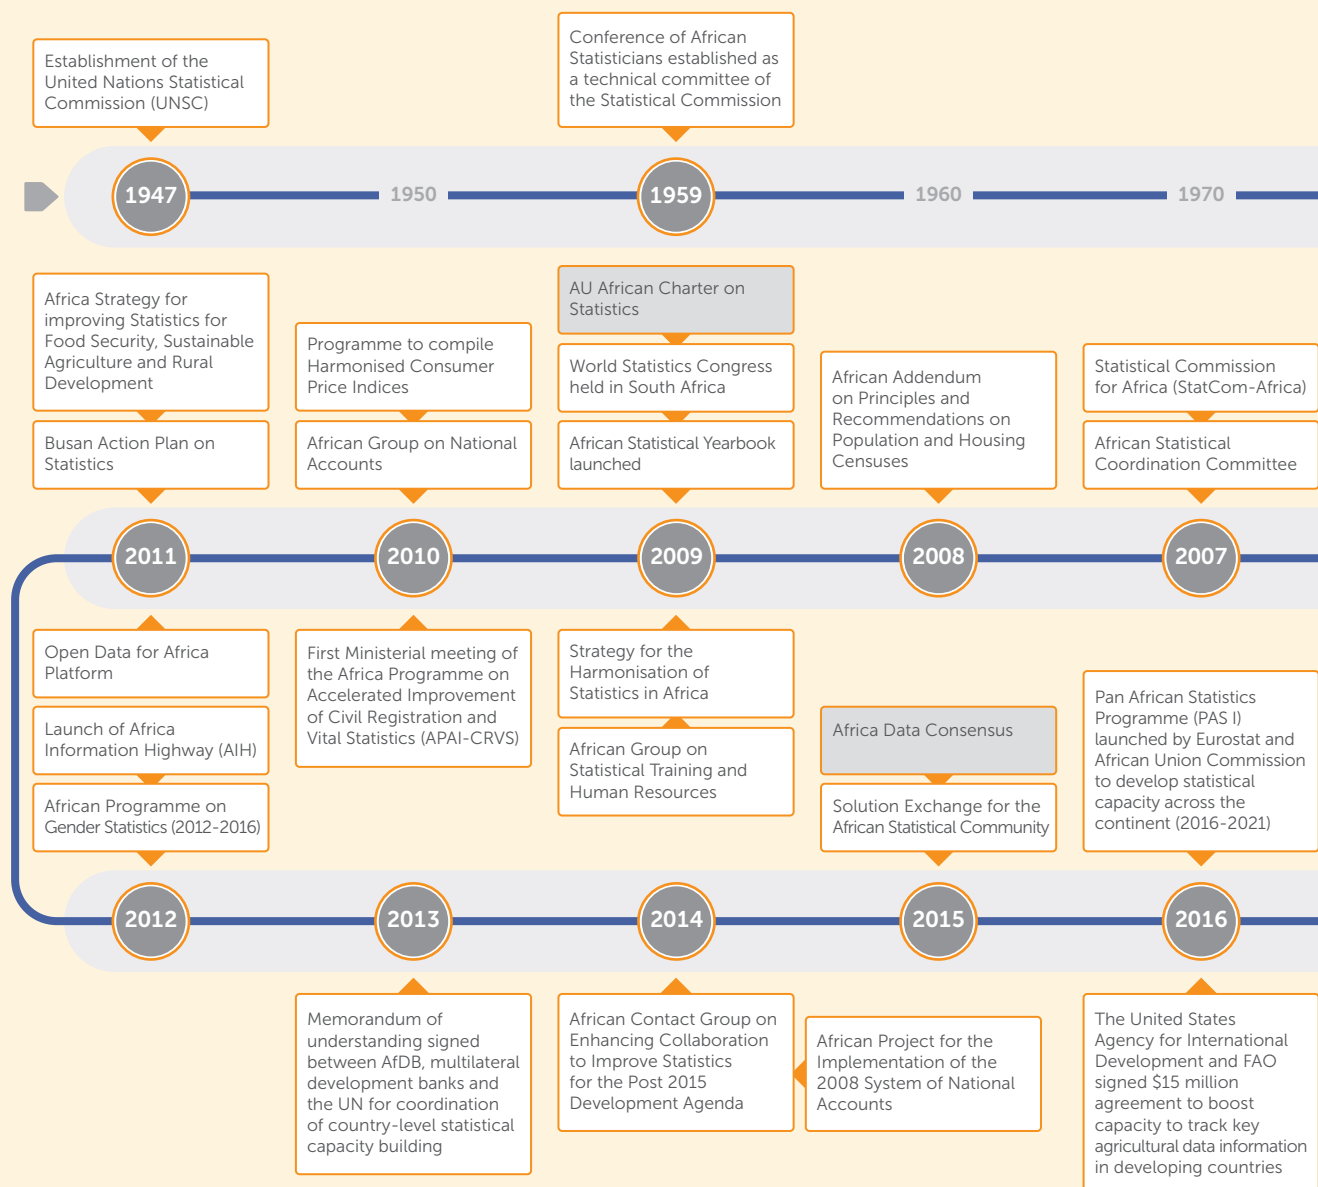 Establishment of the
United Nations Statistical
Commission (UNSC)
Conference of African
Statisticians established as
a technical committee of
the Statistical Commission
1947
1950
1959
1960
1970
Africa Strategy for
improving Statistics for
Food Security, Sustainable
Agriculture and Rural
Development
Busan Action Plan on
Statistics
Programme to compile
Harmonised Consumer
Price Indices
African Group on National
Accounts
AU African Charter on
Statistics
World Statistics Congress
held in South Africa
African Statistical Yearbook
launched
African Addendum
on Principles and
Recommendations on
Population and Housing
Censuses
Statistical Commission
for Africa (StatCom-Africa)
African Statistical
Coordination Committee
2011
2010
2009
2008
2007
Open Data for Africa
Platform
Launch of Africa
Information Highway (AIH)
African Programme on
Gender Statistics (2012-2016)
First Ministerial meeting of
the Africa Programme on
Accelerated Improvement
of Civil Registration and
Vital Statistics (APAI-CRVS)
Strategy for the
Harmonisation of
Statistics in Africa
African Group on
Statistical Training and
Human Resources
Africa Data Consensus
Solution Exchange for the
African Statistical Community
Pan African Statistics
Programme (PAS I)
launched by Eurostat and
African Union Commission
to develop statistical
capacity across the
continent (2016-2021)
2012
2013
2014
2015
2016
Memorandum of
understanding signed
between AfDB, multilateral
development banks and
the UN for coordination
of country-level statistical
capacity building
African Contact Group on
Enhancing Collaboration
to Improve Statistics
for the Post 2015
Development Agenda
African Project for the
Implementation of the
2008 System of National
Accounts
The United States
Agency for International
Development and FAO
signed $15 million
agreement to boost
capacity to track key
agricultural data information
in developing countries